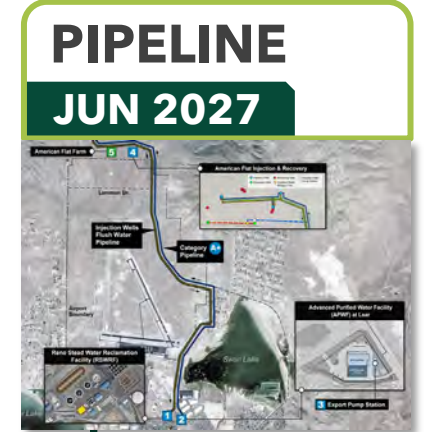 PIPELINE
JUN 2027
American Flat Farm
5
4
American Flat Injection & Recovery
Lemmon Dr.
Injection Wells
Flush Water
Pipeline
Category A+
Pipeline
Airport
Boundary
Advanced Purified Water Facility
(APWF) at Lear
Reno Stead Water Reclamation
Facility (RSWRF)
Swan Lake
3 Export Pump Station
1
2